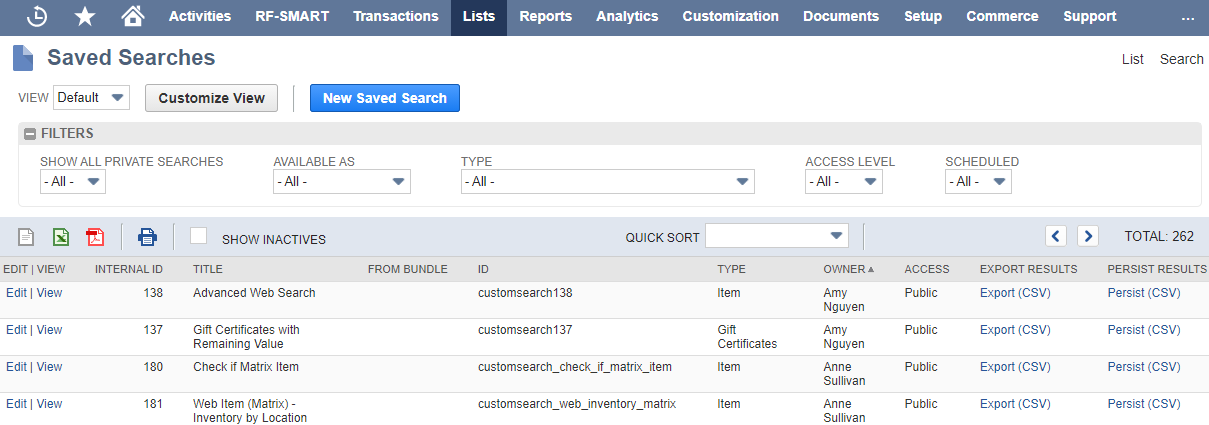 Activities RF-SMART Transactions Lists Reports Analytics Customization Documents Setup Commerce Support ...
Saved Searches
List Search
VIEW Default Customize View New Saved Search
FILTERS
SHOW ALL PRIVATE SEARCHES AVAILABLE AS TYPE ACCESS LEVEL SCHEDULED
- All - - All - - All - - All - - All -
SHOW INACTIVES QUICK SORT TOTAL: 262
EDIT | VIEW INTERNAL ID TITLE FROM BUNDLE ID TYPE OWNER ACCESS EXPORT RESULTS PERSIST RESULTS
Edit | View 138 Advanced Web Search customsearch138 Item Amy Public Export (CSV) Persist (CSV)
Nguyen
Edit | View 137 Gift Certificates with customsearch137 Gift Amy Public Export (CSV) Persist (CSV)
Remaining Value Certificates Nguyen
Edit | View 180 Check if Matrix Item customsearch_check_if_matrix_item Item Anne Public Export (CSV) Persist (CSV)
Sullivan
Edit | View 181 Web Item (Matrix) - customsearch_web_inventory_matrix Item Anne Public Export (CSV) Persist (CSV)
Inventory by Location Sullivan